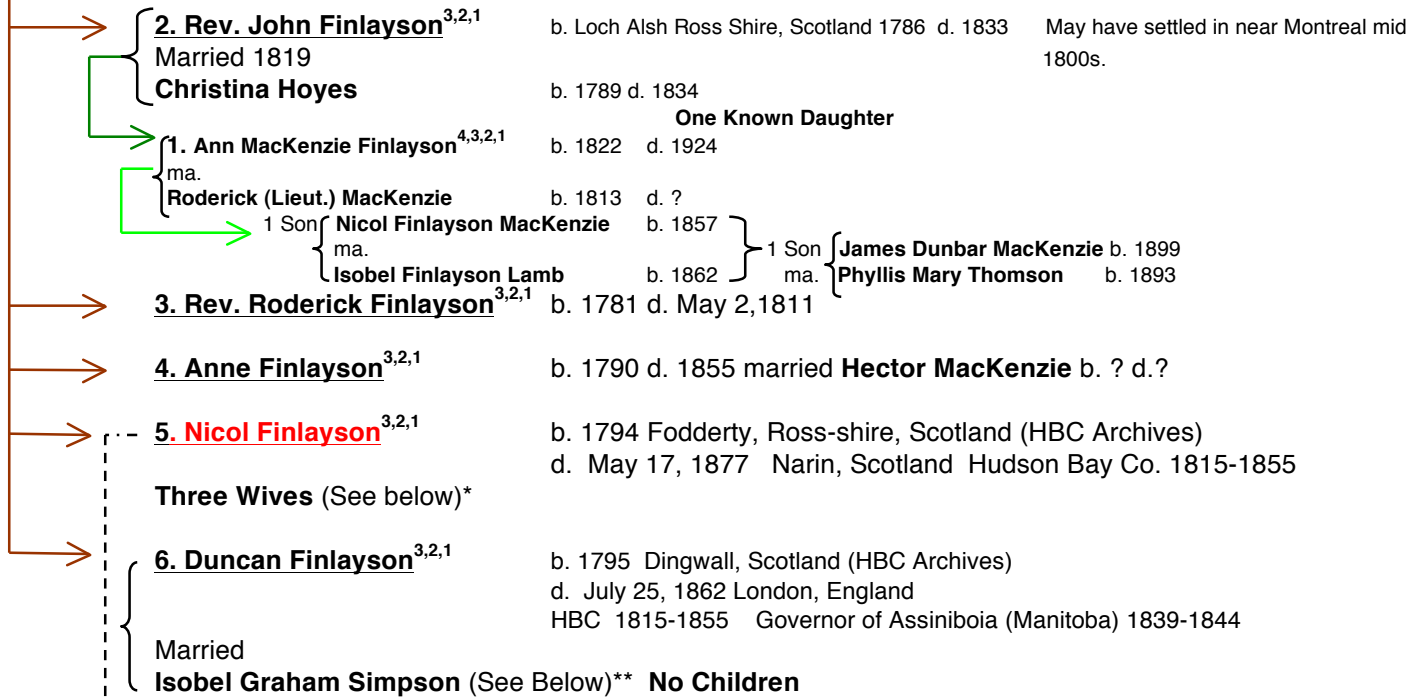 2. Rev. John Finlayson3,2,1 b. Loch Alsh Ross Shire, Scotland 1786 d. 1833 May have settled in near Montreal mid
Married 1819 1800s.
Christina Hoyes b. 1789 d. 1834
One Known Daughter
1. Ann MacKenzie Finlayson4,3,2,1 b. 1822 d. 1924
ma.
Roderick (Lieut.) MacKenzie b. 1813 d. ?
1 Son Nicol Finlayson MacKenzie b. 1857
ma. 1 Son James Dunbar MacKenzie b. 1899
Isobel Finlayson Lamb b. 1862 ma. Phyllis Mary Thomson b. 1893
3. Rev. Roderick Finlayson3,2,1 b. 1781 d. May 2,1811
4. Anne Finlayson3,2,1 b. 1790 d. 1855 married Hector MacKenzie b. ? d.?
5. Nicol Finlayson3,2,1 b. 1794 Fodderty, Ross-shire, Scotland (HBC Archives)
d. May 17, 1877 Narin, Scotland Hudson Bay Co. 1815-1855
Three Wives (See below)*
6. Duncan Finlayson3,2,1 b. 1795 Dingwall, Scotland (HBC Archives)
d. July 25, 1862 London, England
HBC 1815-1855 Governor of Assiniboia (Manitoba) 1839-1844
Married
Isobel Graham Simpson (See Below)** No Children